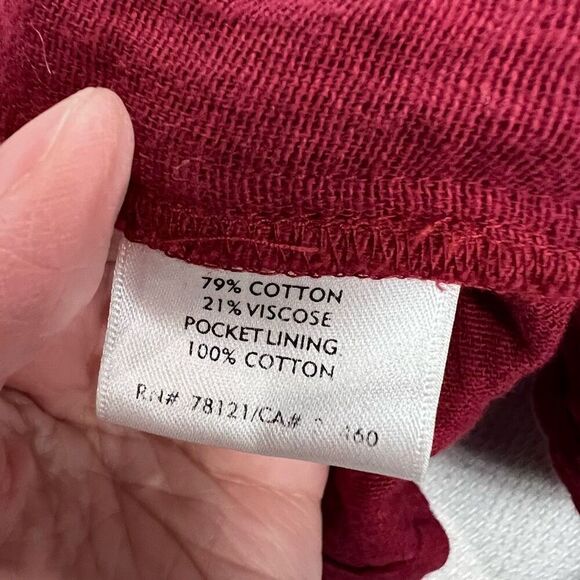 79% COTTON
21% VISCOSE
POCKET LINING
100% COTTON
RN# 78121/CA#